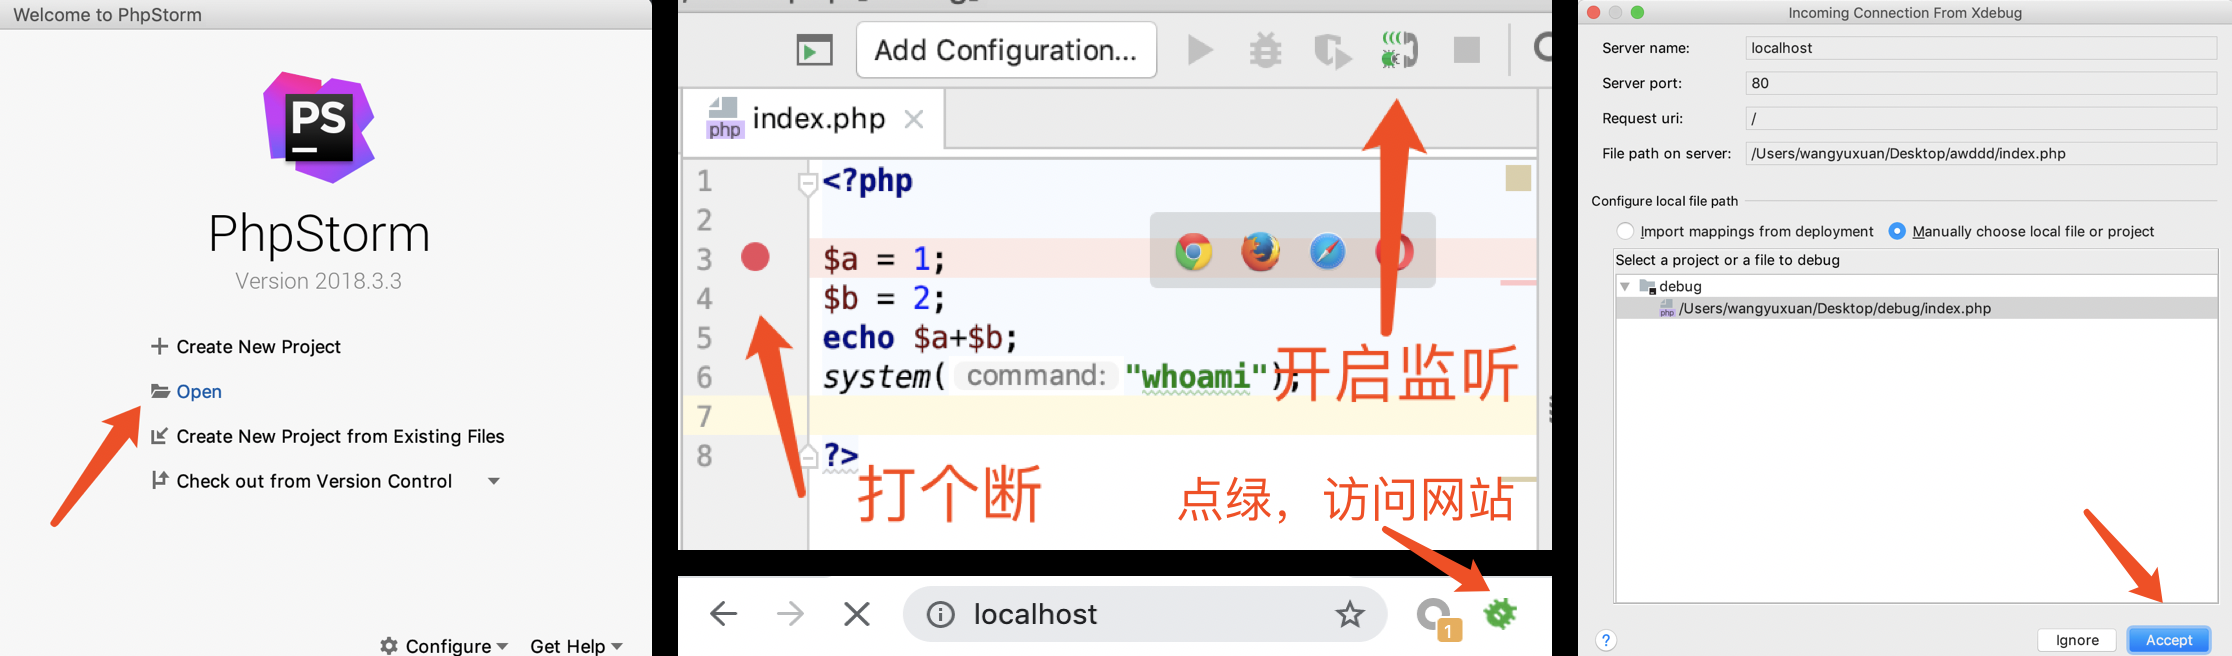 Welcome to PhpStorm
PS
PhpStorm
Version 2018.3.3
Create New Project
Open
Create New Project from Existing Files
Check out from Version Control
Configure
Get Help
Add Configuration...
php index.php
1 <?php
2
3 $a = 1;
4 $b = 2;
5 echo $a+$b;
6 system( command: "whoami");
7
8 ?>
开启监听
打个断
点绿，访问网站
localhost
1
Incoming Connection From Xdebug
Server name: localhost
Server port: 80
Request uri: /
File path on server: /Users/wangyuxuan/Desktop/awddd/index.php
Configure local file path
Import mappings from deployment Manually choose local file or project
Select a project or a file to debug
debug
php /Users/wangyuxuan/Desktop/debug/index.php
? Ignore Accept